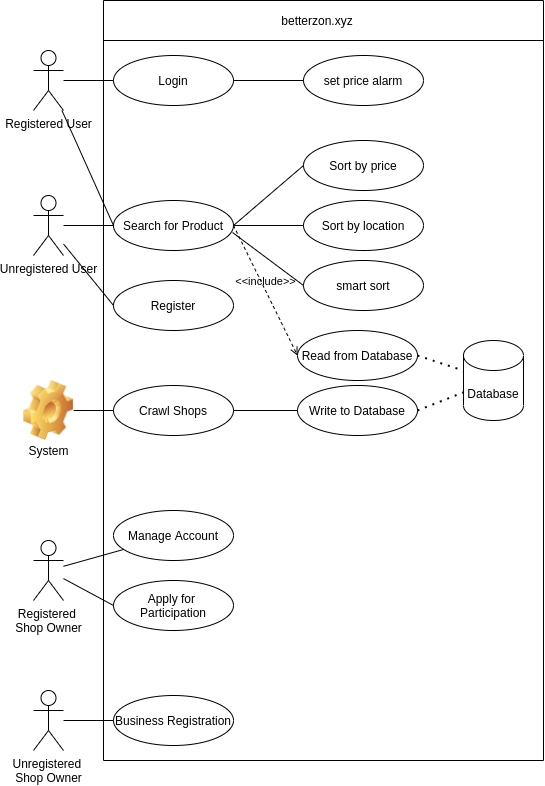 betterzon.xyz
Login
set price alarm
Registered User
Sort by price
Search for Product
Sort by location
Unregistered User
<<include>>
smart sort
Register
Read from Database
Database
Crawl Shops
Write to Database
System
Manage Account
Apply for
Participation
Registered
Shop Owner
Business Registration
Unregistered
Shop Owner